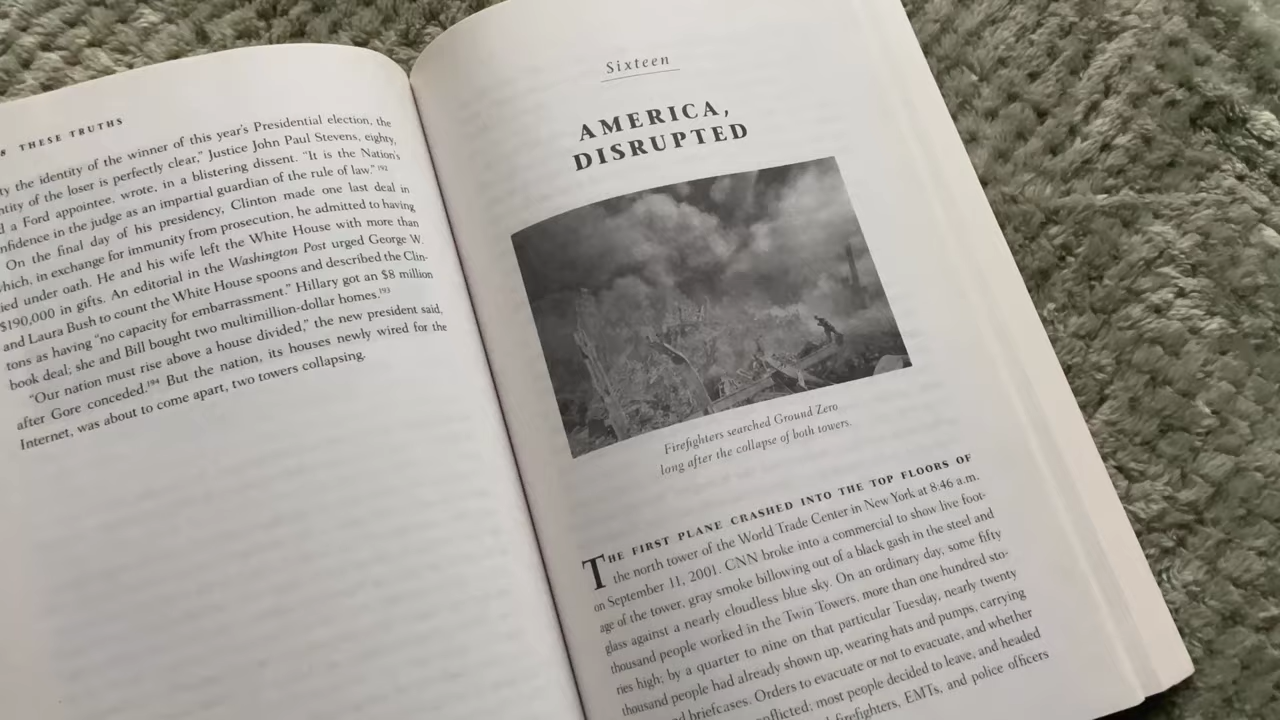 8 THESE TRUTHS
ty the identity of the winner of this year's Presidential election, the
ntity of the loser is perfectly clear," Justice John Paul Stevens, eighty,
d a Ford appointee, wrote, in a blistering dissent. "It is the Nation's
nfidence in the judge as an impartial guardian of the rule of law."192
On the final day of his presidency, Clinton made one last deal in
which, in exchange for immunity from prosecution, he admitted to having
ied under oath. He and his wife left the White House with more than
$190,000 in gifts. An editorial in the Washington Post urged George W.
and Laura Bush to count the White House spoons and described the Clin-
tons as having "no capacity for embarrassment." Hillary got an $8 million
book deal; she and Bill bought two multimillion-dollar homes.193
"Our nation must rise above a house divided," the new president said,
after Gore conceded.194 But the nation, its houses newly wired for the
Internet, was about to come apart, two towers collapsing.
Sixteen
AMERICA,
DISRUPTED
Firefighters searched Ground Zero
long after the collapse of both towers.
THE FIRST PLANE CRASHED INTO THE TOP FLOORS OF
the north tower of the World Trade Center in New York at 8:46 a.m.
on September 11, 2001. CNN broke into a commercial to show live foot-
age of the tower, gray smoke billowing out of a black gash in the steel and
glass against a nearly cloudless blue sky. On an ordinary day, some fifty
thousand people worked in the Twin Towers, more than one hundred sto-
ries high; by a quarter to nine on that particular Tuesday, nearly twenty
thousand people had already shown up, wearing hats and pumps, carrying
d briefcases. Orders to evacuate or not to evacuate, and whether
nflicted; most people decided to leave, and headed
firefighters, EMTs, and police officers